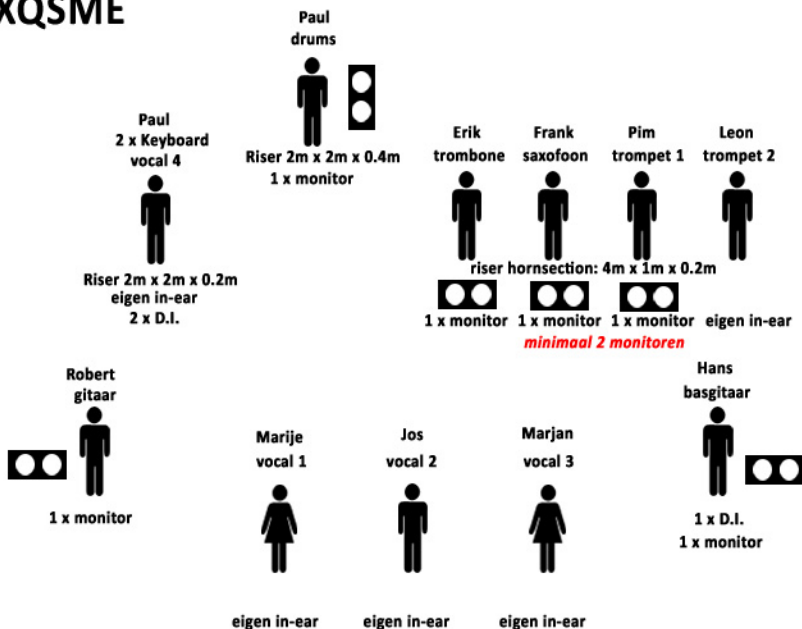 XQSME
Paul
drums
Riser 2m x 2m x 0.4m
1 x monitor
Paul
2 x Keyboard
vocal 4
Riser 2m x 2m x 0.2m
eigen in-ear
2 x D.I.
Erik
trombone
Frank
saxofoon
Pim
trompet 1
Leon
trompet 2
riser hornsection: 4m x 1m x 0.2m
1 x monitor
1 x monitor
1 x monitor
eigen in-ear
minimaal 2 monitoren
Robert
gitaar
1 x monitor
Marije
vocal 1
eigen in-ear
Jos
vocal 2
eigen in-ear
Marjan
vocal 3
eigen in-ear
Hans
basgitaar
1 x D.I.
1 x monitor